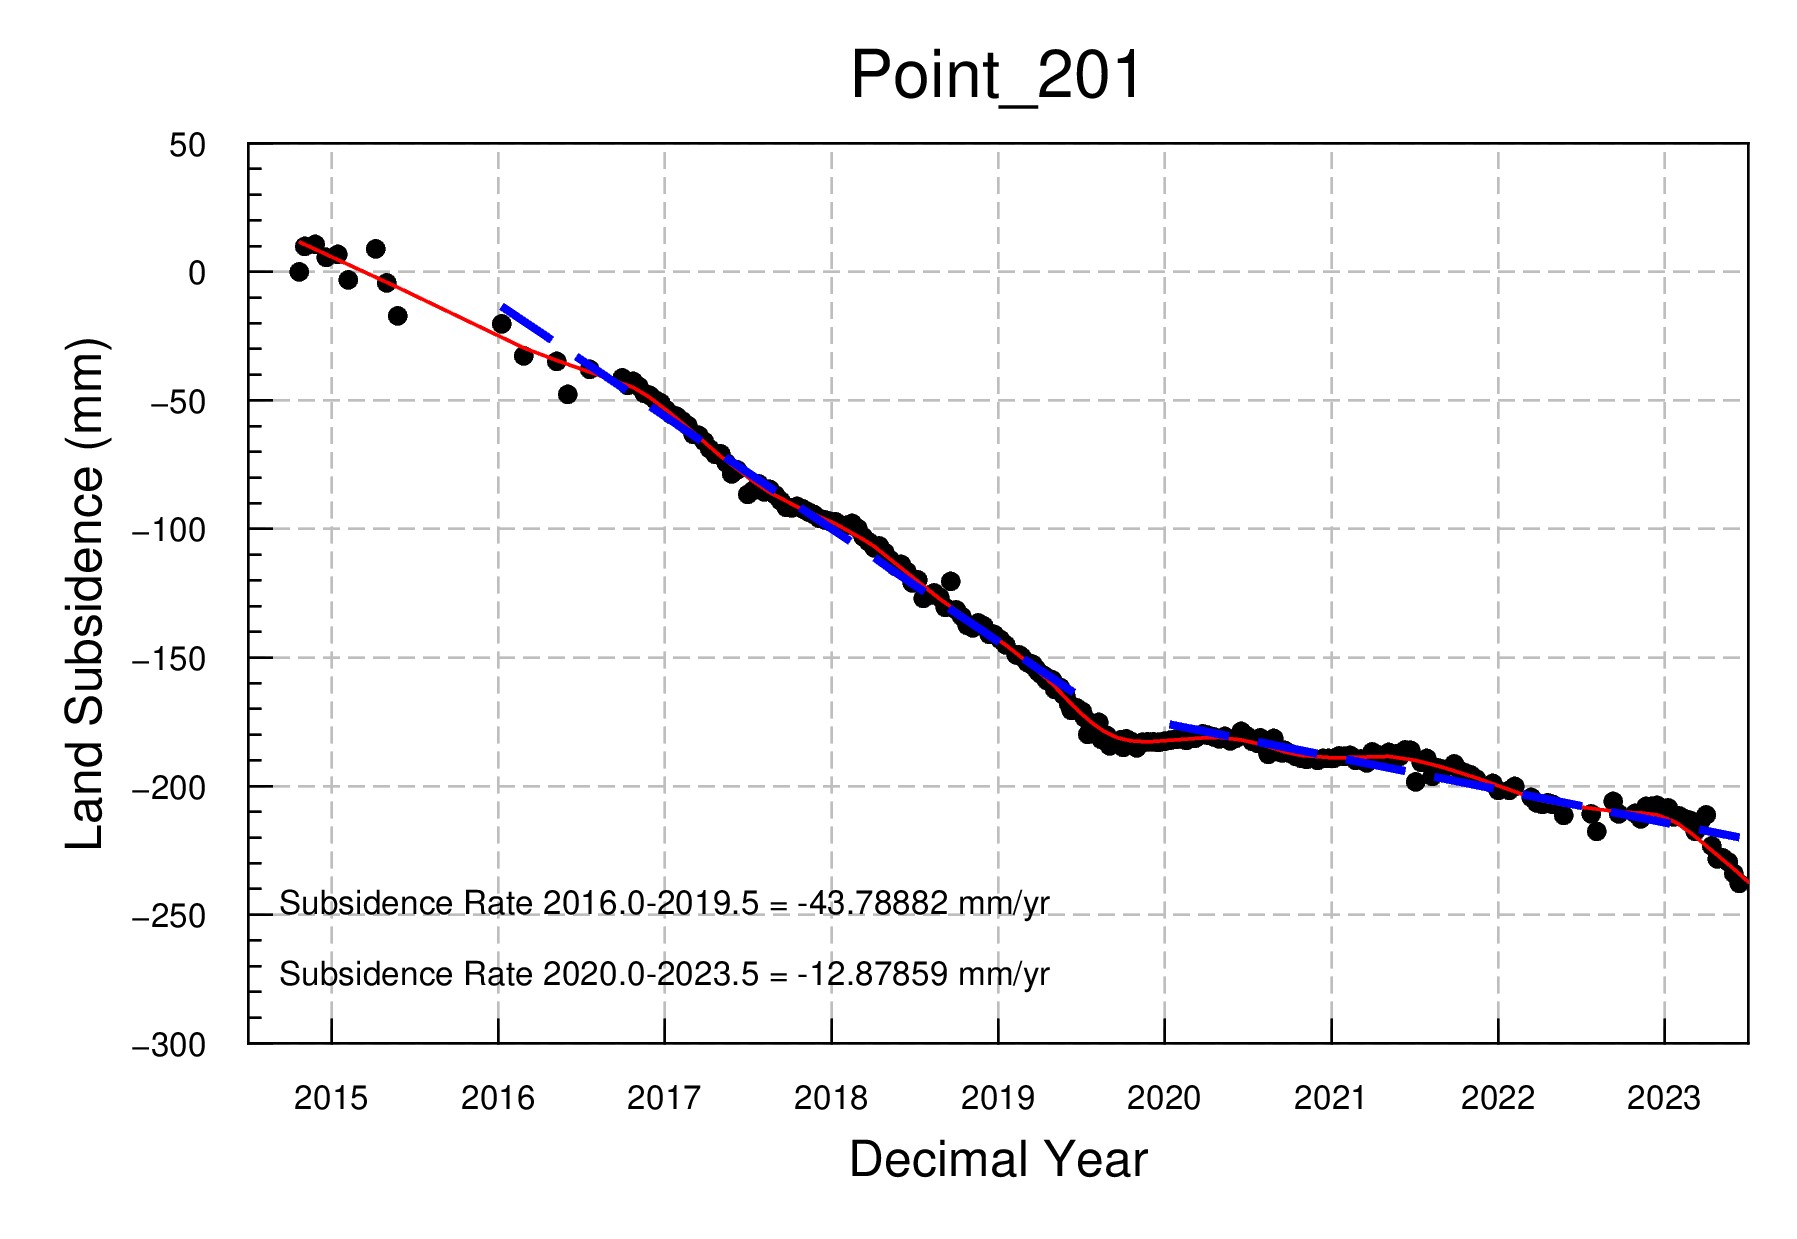 Point_201
50
0
−50
−100
−150
−200
−250
−300
Land Subsidence (mm)
Subsidence Rate 2016.0-2019.5 = -43.78882 mm/yr
Subsidence Rate 2020.0-2023.5 = -12.87859 mm/yr
2015 2016 2017 2018 2019 2020 2021 2022 2023
Decimal Year